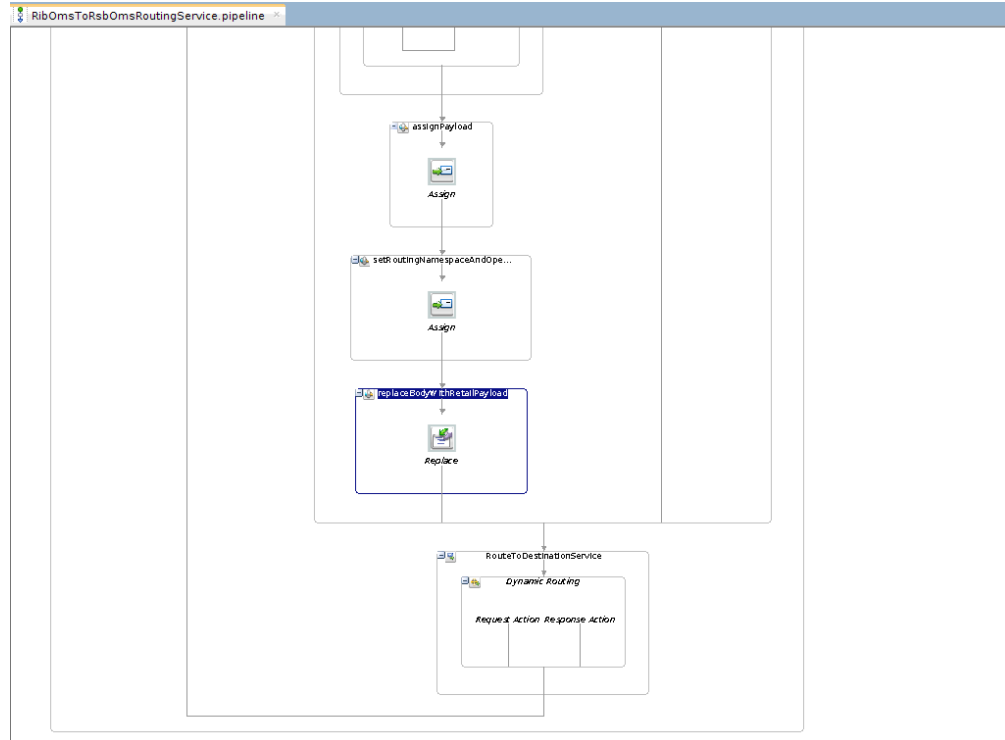 RibOmsToRsbOmsRoutingService.pipeline
assignPayload
Assign
setRoutingNamespaceAndOpe...
Assign
replaceBodyWithRetailPayload
Replace
RouteToDestinationService
Dynamic Routing
Request Action Response Action